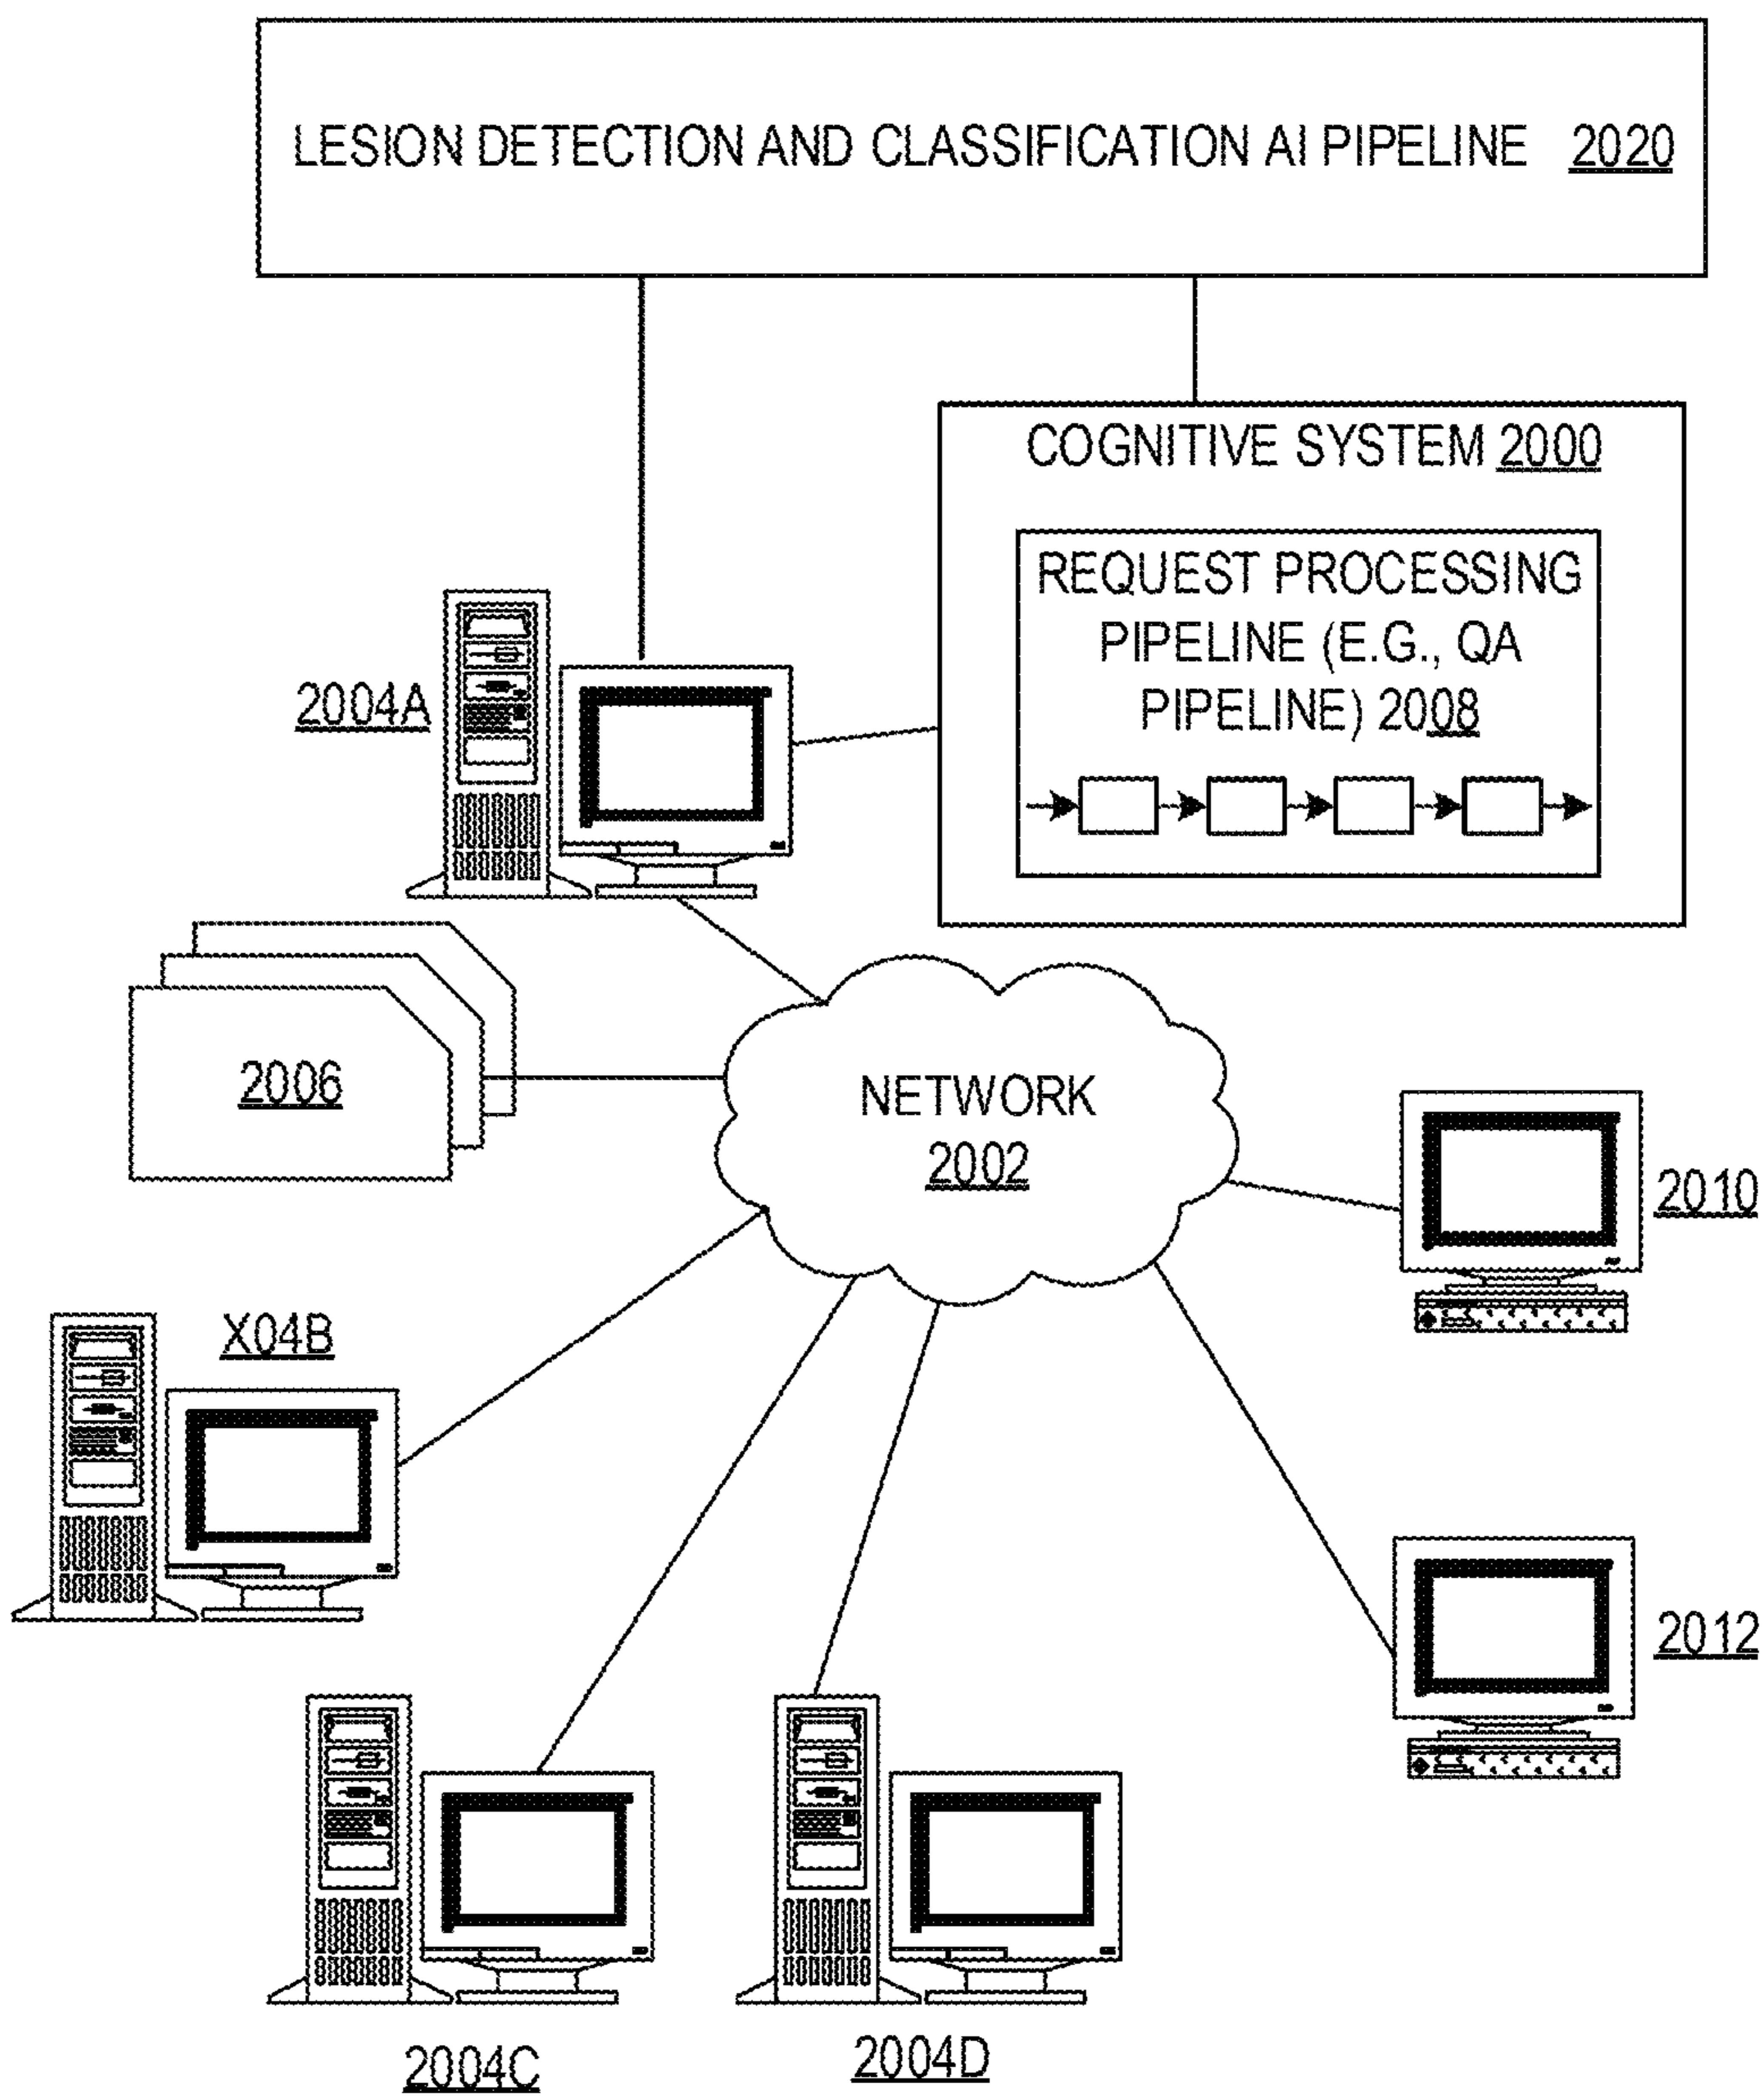 LESION DETECTION AND CLASSIFICATION AI PIPELINE 2020
COGNITIVE SYSTEM 2000
REQUEST PROCESSING
PIPELINE (E.G., QA
PIPELINE) 2008
2004A
2006
NETWORK
2002
2010
X04B
2012
2004C
2004D